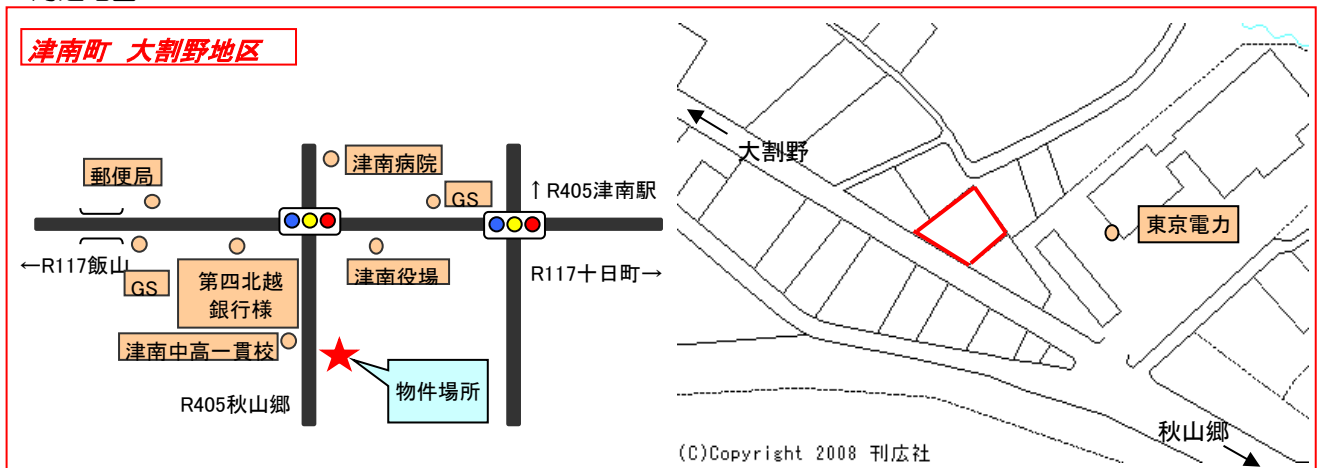 津南町 大割野地区
郵便局
津南病院
GS
↑R405津南駅
←R117飯山
GS
第四北越
銀行様
津南役場
R117十日町→
津南中高一貫校
物件場所
R405秋山郷
大割野
東京電力
秋山郷
(C)Copyright 2008 刊広社